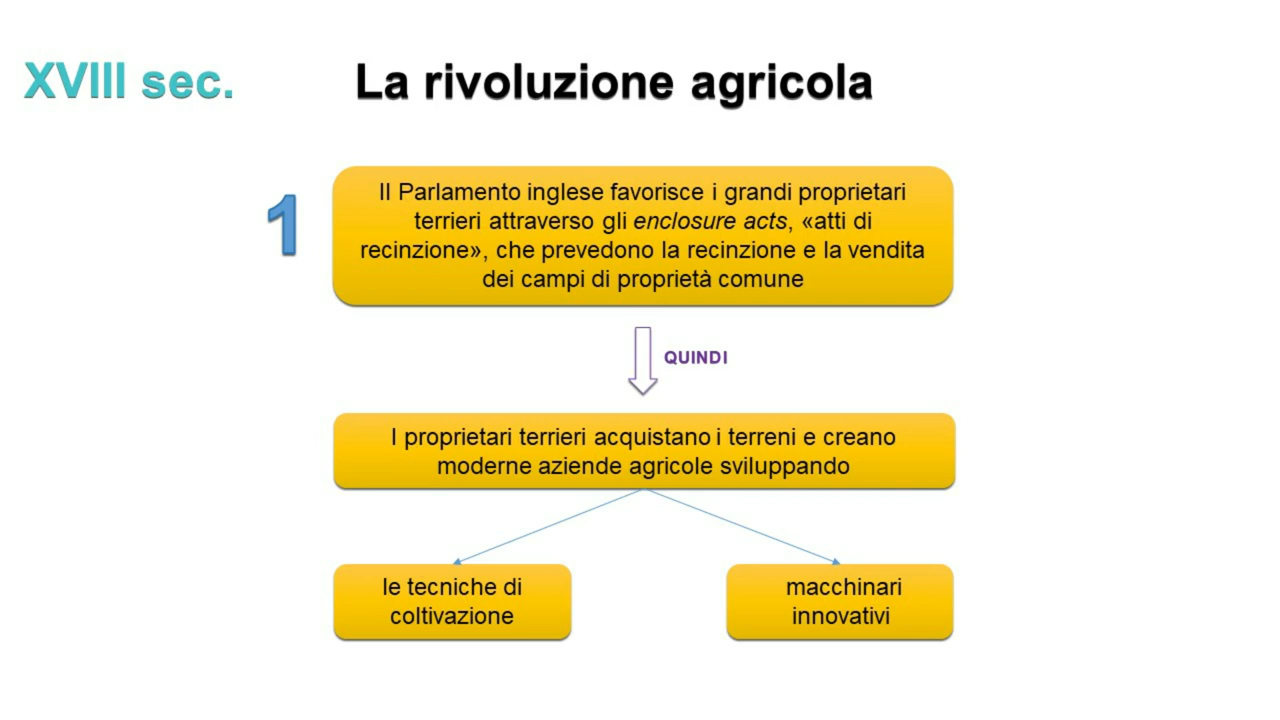 XVIII sec.
La rivoluzione agricola
1
Il Parlamento inglese favorisce i grandi proprietari
terrieri attraverso gli enclosure acts, «atti di
recinzione», che prevedono la recinzione e la vendita
dei campi di proprietà comune
QUINDI
I proprietari terrieri acquistano i terreni e creano
moderne aziende agricole sviluppando
le tecniche di
coltivazione
macchinari
innovativi